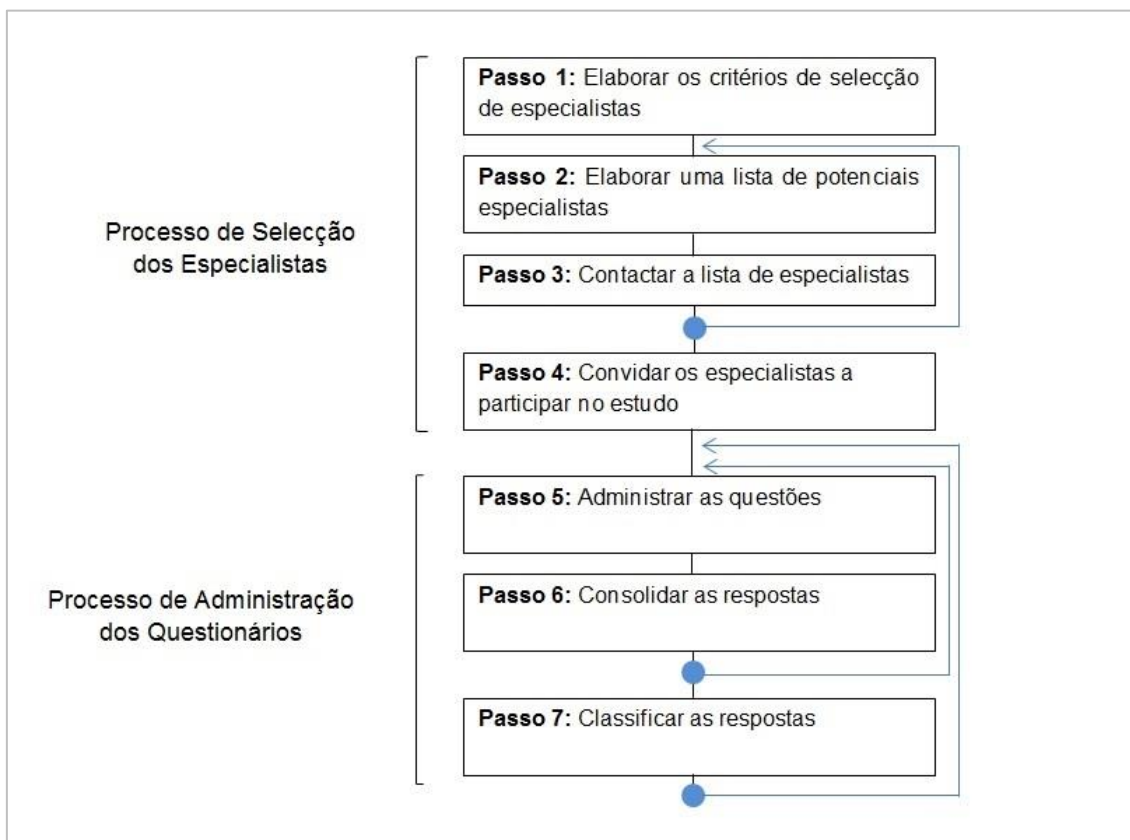 Passo 1: Elaborar os critérios de selecção
de especialistas
Passo 2: Elaborar uma lista de potenciais
especialistas
Processo de Selecção
dos Especialistas
Passo 3: Contactar a lista de especialistas
Passo 4: Convidar os especialistas a
participar no estudo
Passo 5: Administrar as questões
Processo de Administração
dos Questionários
Passo 6: Consolidar as respostas
Passo 7: Classificar as respostas